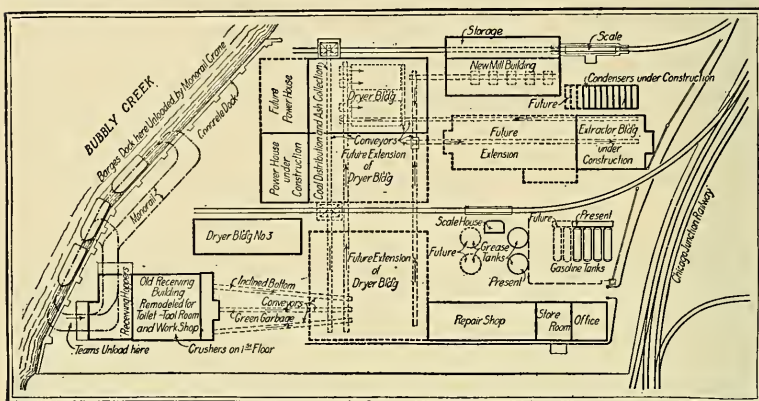 BUBBLY CREEK
Barges Dock here Unloaded by Monorail Crane
Concrete Dock
Monorail
Receiving Hoppers
Teams Unload here
Old Receiving
Building
Remodeled for
Toilet-Tool Room
and Work Shop
Crushers on 1st Floor
Inclined Bottom
Conveyors
Green Garbage
Dryer Bldg No 3
Future
Power House
Power House
under
Construction
Coal Distribution and Ash Collection
Dryer Bldg.
Conveyors
Future Extension
of
Dryer Bldg
Future Extension
of
Dryer Bldg
Storage
Scale
New Mill Building
Condensers under Construction
Future
Future
Extension
Extractor Bldg
under
Construction
Scale House
Future
Grease
Tanks
Present
Future
Present
Gasoline Tanks
Repair Shop
Store
Room
Office
Chicago Junction Railway